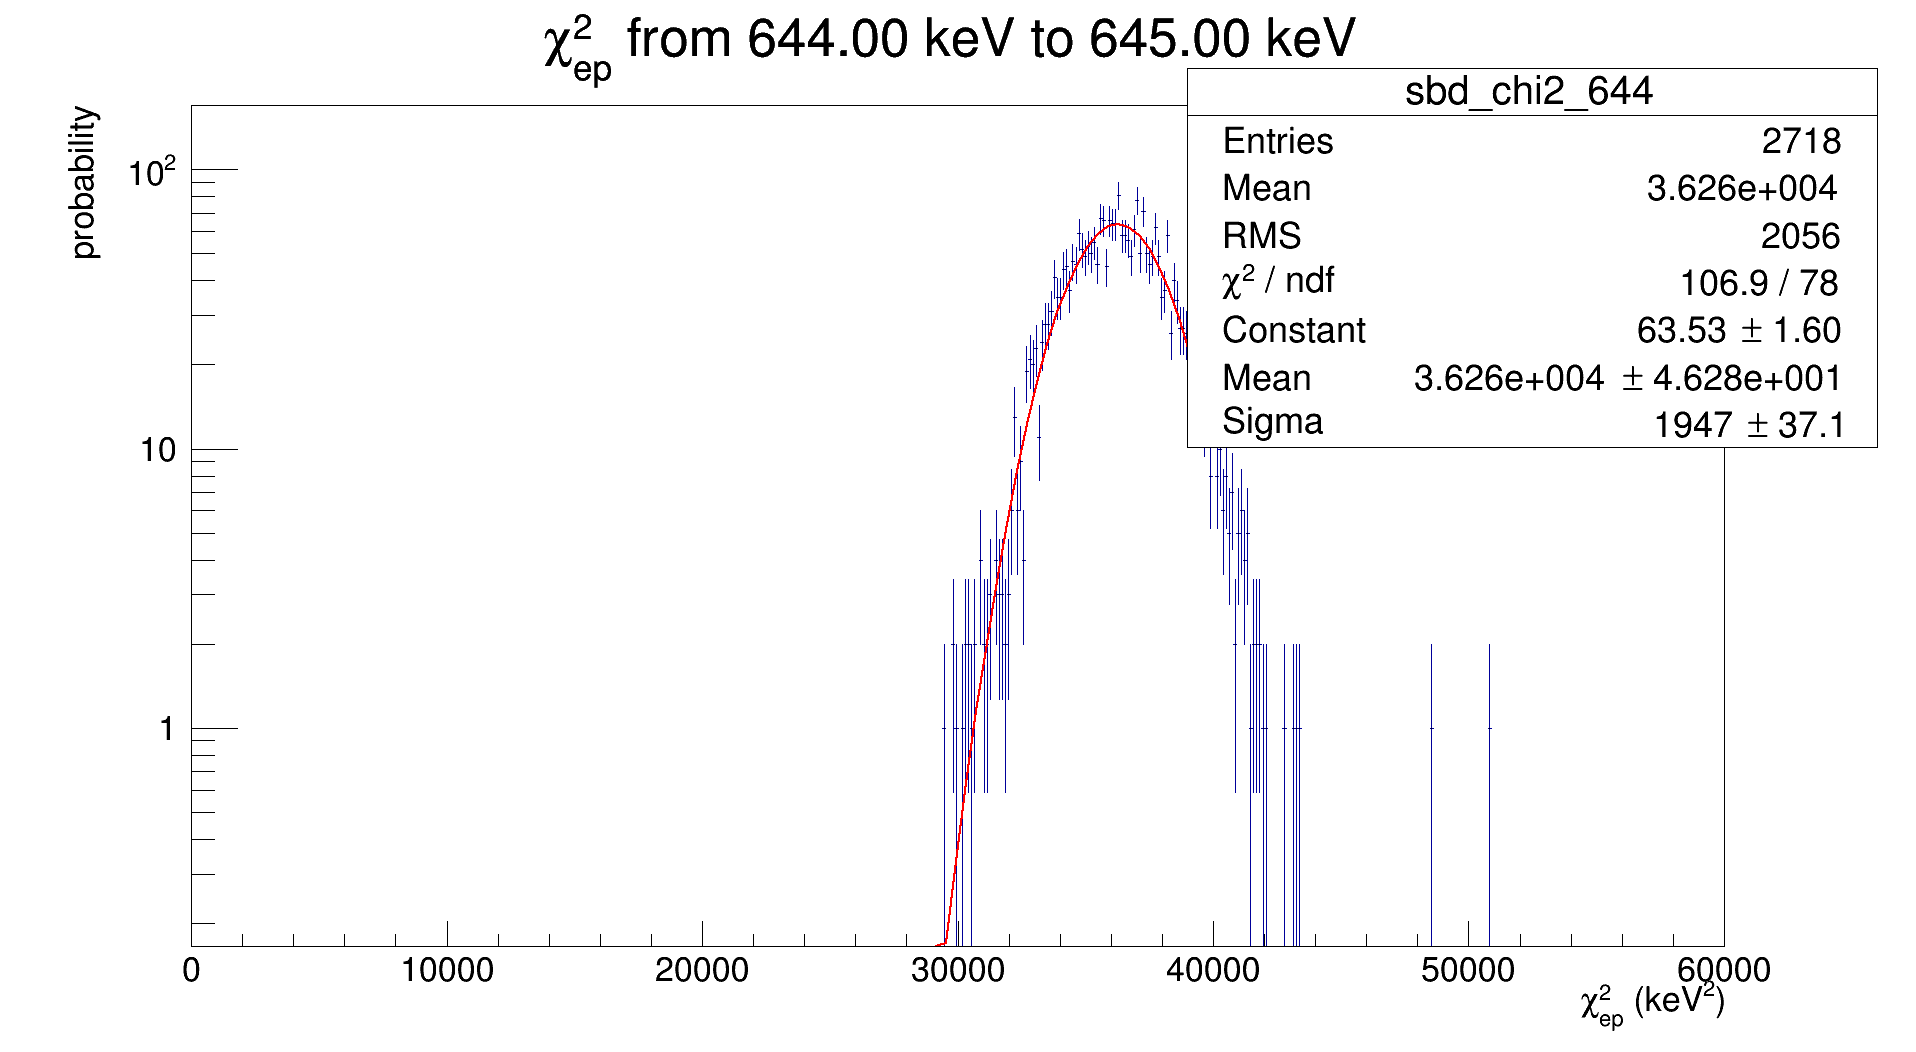 χ²ep from 644.00 keV to 645.00 keV
sbd_chi2_644
Entries 2718
Mean 3.626e+004
RMS 2056
χ² / ndf 106.9 / 78
Constant 63.53 ± 1.60
Mean 3.626e+004 ± 4.628e+001
Sigma 1947 ± 37.1
probability
10²
10
1
0 10000 20000 30000 40000 50000 60000
χ²ep (keV²)